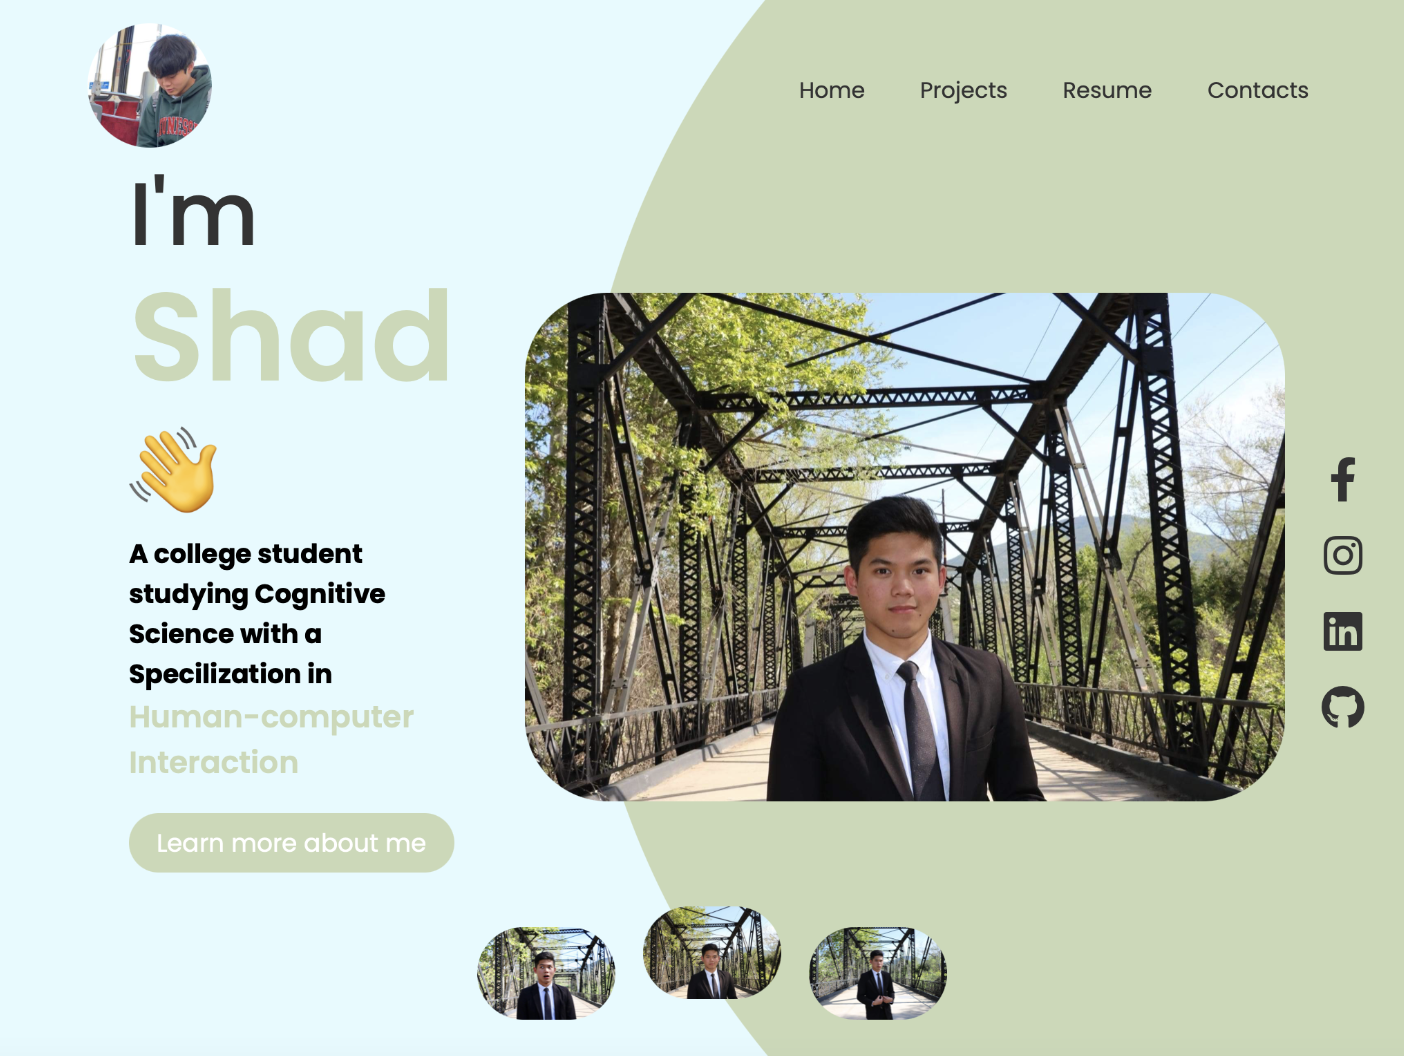 Home Projects Resume Contacts
I'm
Shad
A college student
studying Cognitive
Science with a
Specilization in
Human-computer
Interaction
Learn more about me